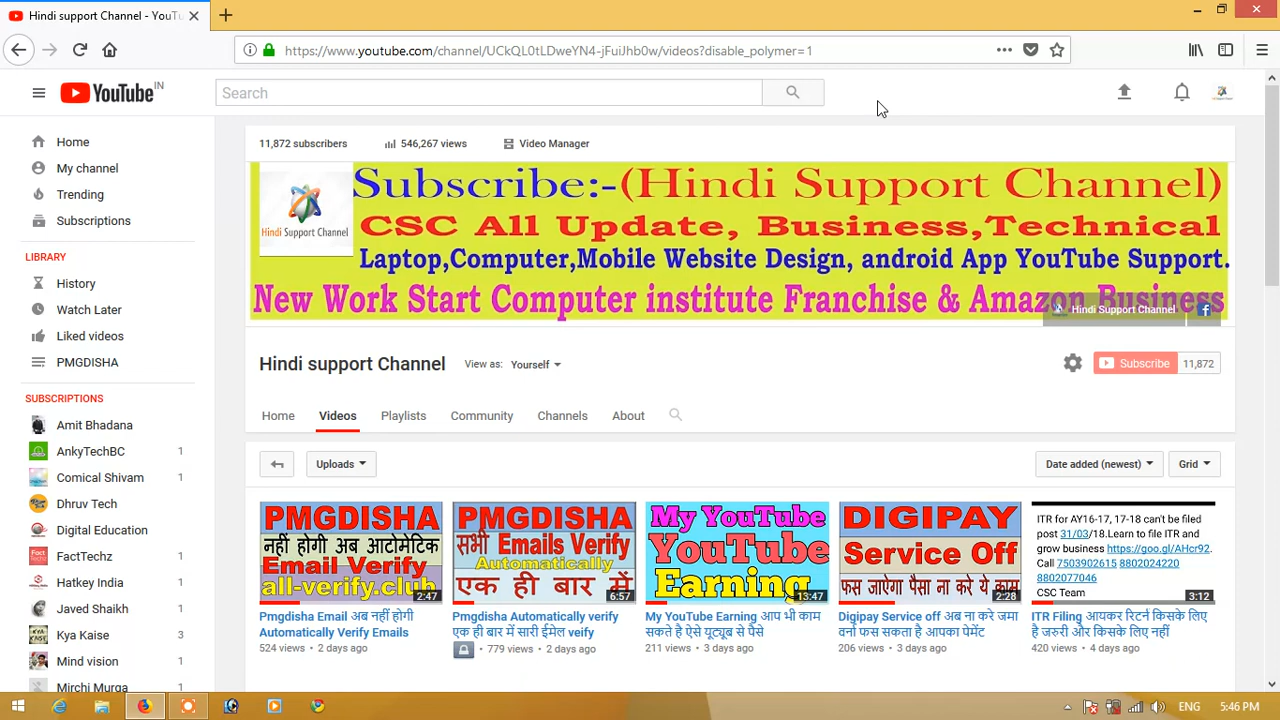 Hindi support Channel - YouTu
https://www.youtube.com/channel/UCkQL0tLDweYN4-jFuiJhb0w/videos?disable_polymer=1
YouTube IN
Search
Home
My channel
Trending
Subscriptions
LIBRARY
History
Watch Later
Liked videos
PMGDISHA
SUBSCRIPTIONS
Amit Bhadana
AnkyTechBC 1
Comical Shivam 1
Dhruv Tech
Digital Education
FactTechz 1
Hatkey India
Javed Shaikh
Kya Kaise 3
Mind vision
Mirchi Murga
11,872 subscribers 546,267 views Video Manager
Subscribe:-(Hindi Support Channel)
Hindi Support Channel
CSC All Update, Business,Technical
Laptop,Computer,Mobile Website Design, android App YouTube Support.
New Work Start Computer institute Franchise & Amazon Business
Hindi Support Channel
Hindi support Channel View as: Yourself Subscribe 11,872
Home Videos Playlists Community Channels About
Uploads Date added (newest) Grid
PMGDISHA
नहीं होगी अब आटोमेटिक
Email Verify
all-verify.club
2:47
Pmgdisha Email अब नहीं होगी
Automatically Verify Emails
524 views • 2 days ago
PMGDISHA
सभी Emails Verify
Automatically
एक ही बार में
6:57
Pmgdisha Automatically verify
एक ही बार में सारी ईमेल veify
779 views • 2 days ago
My YouTube
YouTube
Earning
13:47
My YouTube Earning आप भी काम
सकते है ऐसे यूट्यूब से पैसे
211 views • 3 days ago
DIGIPAY
Service Off
फस जाऐगा पैसा ना करे ये काम
2:28
Digipay Service off अब ना करे जमा
वर्ना फस सकता है आपका पेमेंट
206 views • 3 days ago
ITR for AY16-17, 17-18 can't be filed
post 31/03/18.Learn to file ITR and
grow business https://goo.gl/AHcr92.
Call 7503902615 8802024220
8802077046
CSC Team
3:12
ITR Filing आयकर रिटर्न किसके लिए
है जरुरी और किसके लिए नहीं
420 views • 4 days ago
ENG 5:46 PM